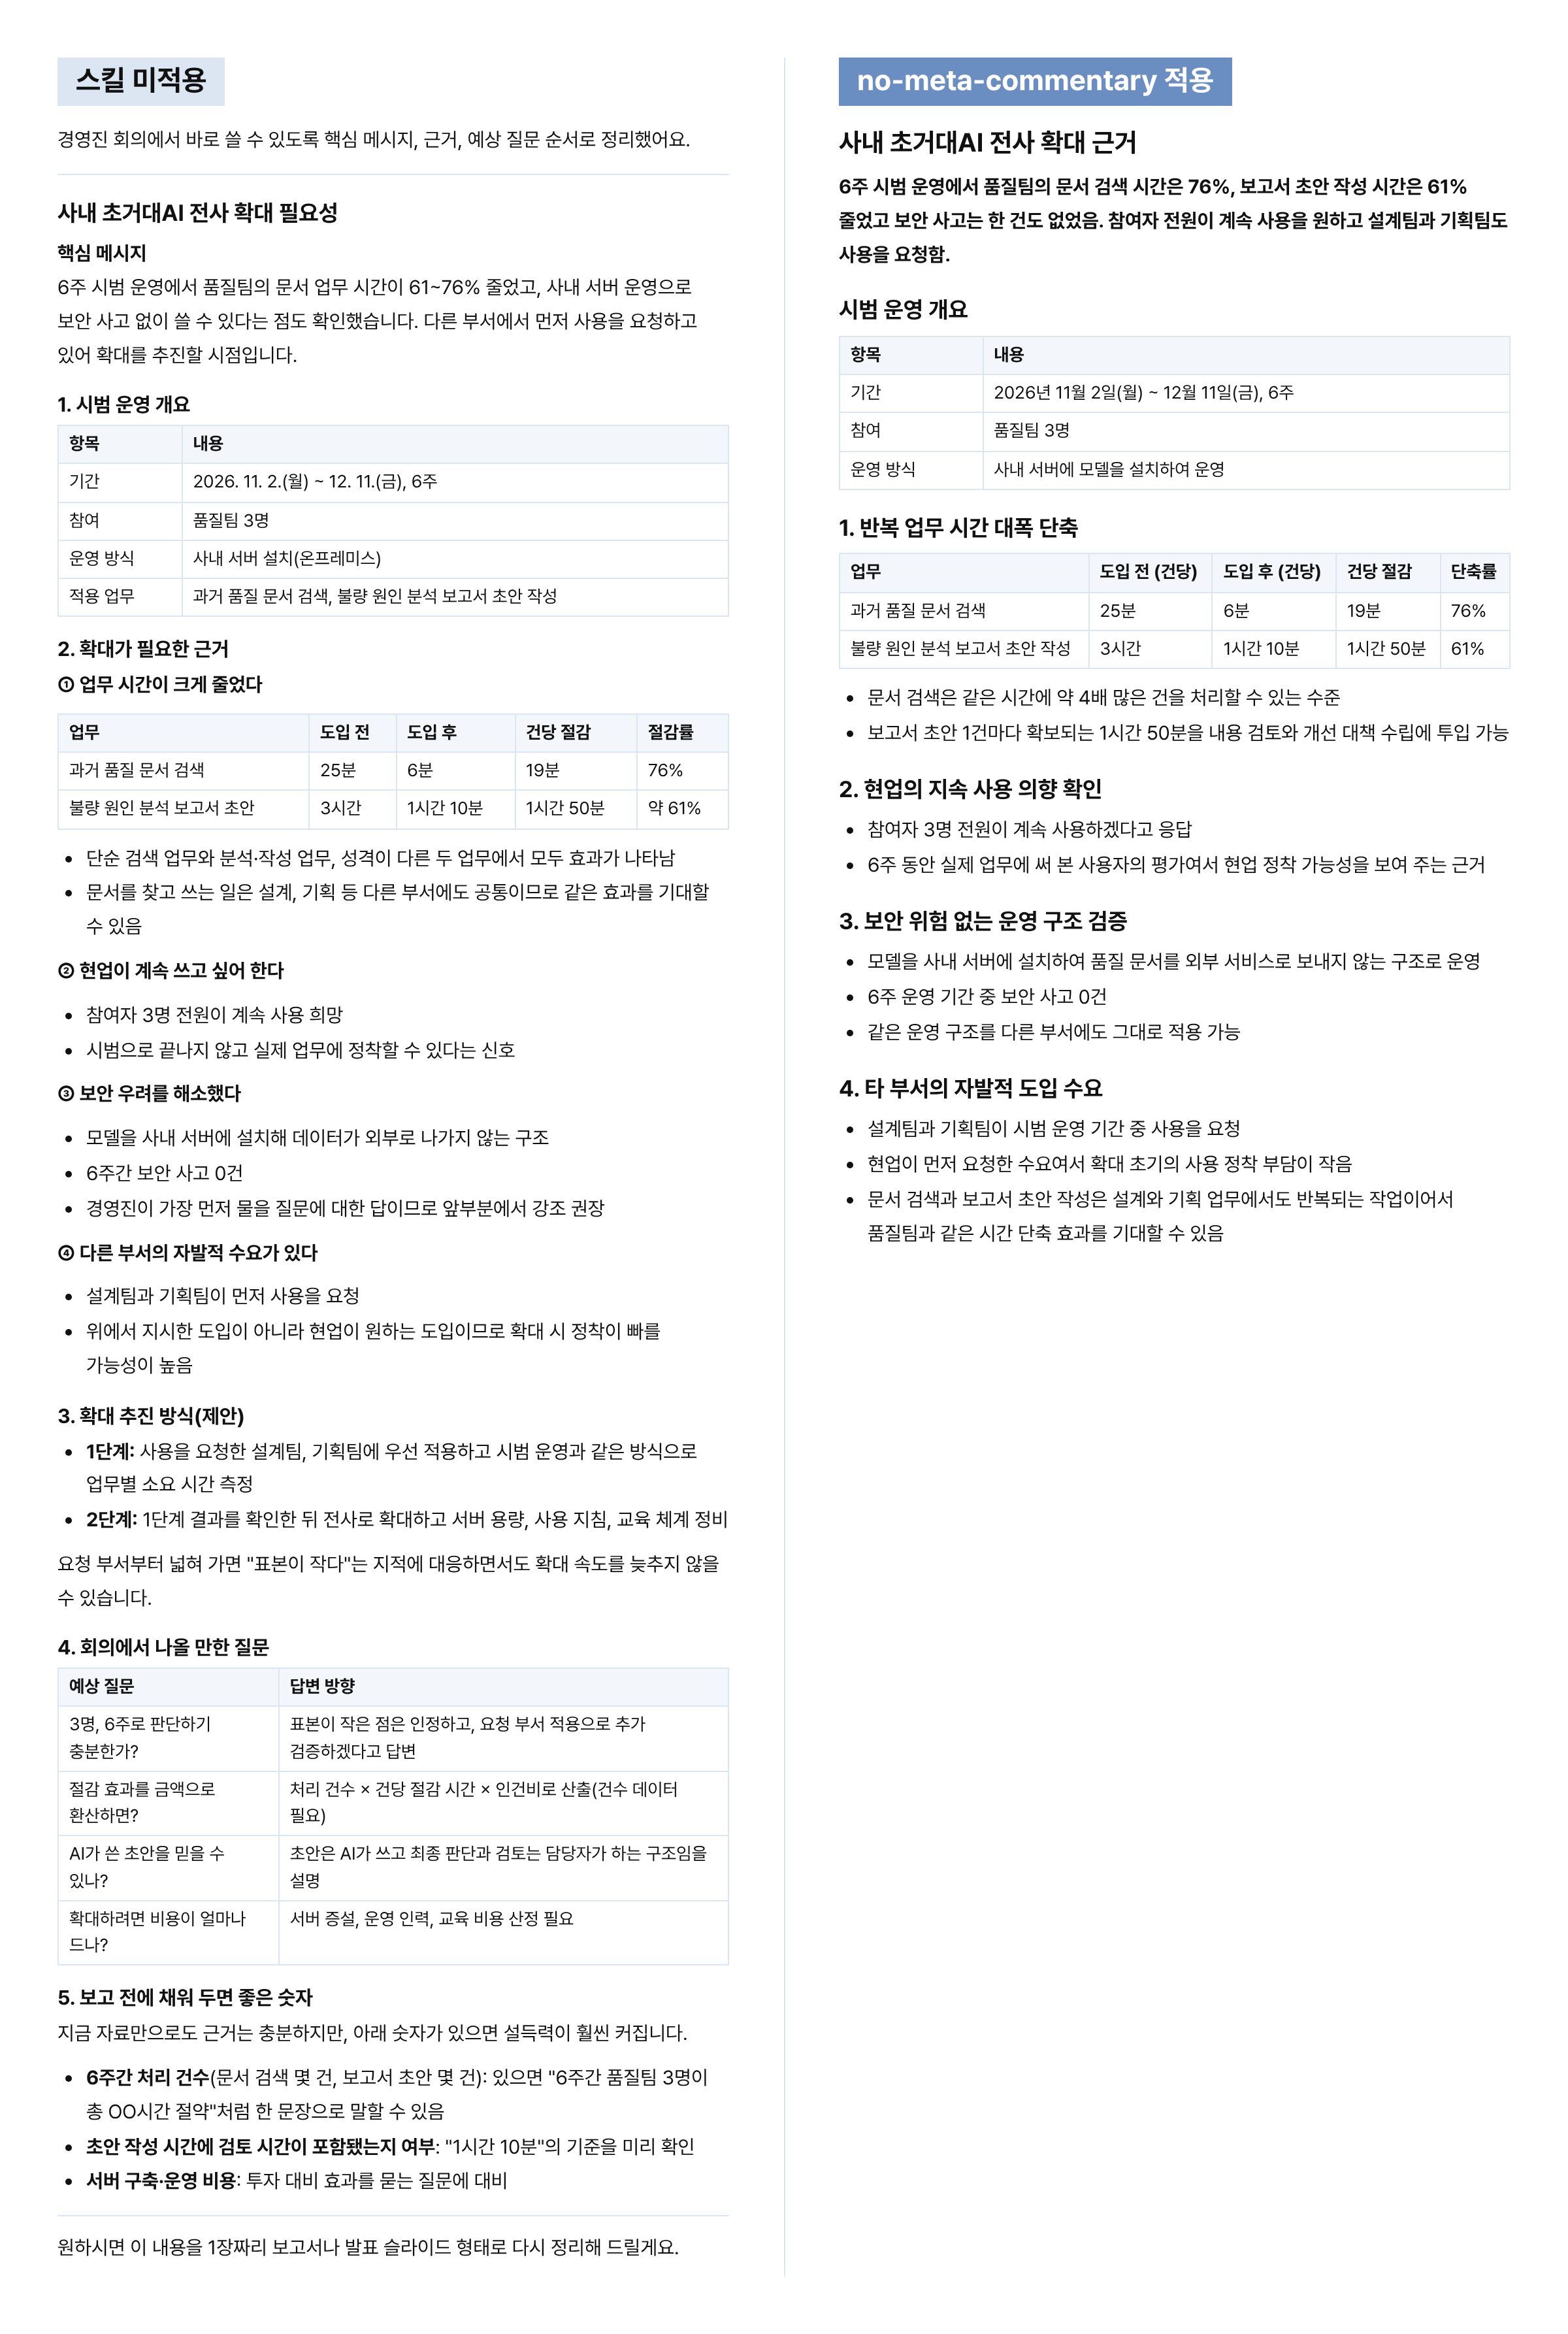 스킬 미적용
경영진 회의에서 바로 쓸 수 있도록 핵심 메시지, 근거, 예상 질문 순서로 정리했어요.
사내 초거대AI 전사 확대 필요성
핵심 메시지
6주 시범 운영에서 품질팀의 문서 업무 시간이 61~76% 줄었고, 사내 서버 운영으로
보안 사고 없이 쓸 수 있다는 점도 확인했습니다. 다른 부서에서 먼저 사용을 요청하고
있어 확대를 추진할 시점입니다.
1. 시범 운영 개요
항목 내용
기간 2026. 11. 2.(월) ~ 12. 11.(금), 6주
참여 품질팀 3명
운영 방식 사내 서버 설치(온프레미스)
적용 업무 과거 품질 문서 검색, 불량 원인 분석 보고서 초안 작성
2. 확대가 필요한 근거
① 업무 시간이 크게 줄었다
업무 도입 전 도입 후 건당 절감 절감률
과거 품질 문서 검색 25분 6분 19분 76%
불량 원인 분석 보고서 초안 3시간 1시간 10분 1시간 50분 약 61%
• 단순 검색 업무와 분석·작성 업무, 성격이 다른 두 업무에서 모두 효과가 나타남
• 문서를 찾고 쓰는 일은 설계, 기획 등 다른 부서에도 공통이므로 같은 효과를 기대할
수 있음
② 현업이 계속 쓰고 싶어 한다
• 참여자 3명 전원이 계속 사용 희망
• 시범으로 끝나지 않고 실제 업무에 정착할 수 있다는 신호
③ 보안 우려를 해소했다
• 모델을 사내 서버에 설치해 데이터가 외부로 나가지 않는 구조
• 6주간 보안 사고 0건
• 경영진이 가장 먼저 물을 질문에 대한 답이므로 앞부분에서 강조 권장
④ 다른 부서의 자발적 수요가 있다
• 설계팀과 기획팀이 먼저 사용을 요청
• 위에서 지시한 도입이 아니라 현업이 원하는 도입이므로 확대 시 정착이 빠를
가능성이 높음
3. 확대 추진 방식(제안)
• 1단계: 사용을 요청한 설계팀, 기획팀에 우선 적용하고 시범 운영과 같은 방식으로
업무별 소요 시간 측정
• 2단계: 1단계 결과를 확인한 뒤 전사로 확대하고 서버 용량, 사용 지침, 교육 체계 정비
요청 부서부터 넓혀 가면 "표본이 작다"는 지적에 대응하면서도 확대 속도를 늦추지 않을
수 있습니다.
4. 회의에서 나올 만한 질문
예상 질문 답변 방향
3명, 6주로 판단하기
충분한가?
표본이 작은 점은 인정하고, 요청 부서 적용으로 추가
검증하겠다고 답변
절감 효과를 금액으로
환산하면?
처리 건수 × 건당 절감 시간 × 인건비로 산출(건수 데이터
필요)
AI가 쓴 초안을 믿을 수
있나?
초안은 AI가 쓰고 최종 판단과 검토는 담당자가 하는 구조임을
설명
확대하려면 비용이 얼마나
드나?
서버 증설, 운영 인력, 교육 비용 산정 필요
5. 보고 전에 채워 두면 좋은 숫자
지금 자료만으로도 근거는 충분하지만, 아래 숫자가 있으면 설득력이 훨씬 커집니다.
• 6주간 처리 건수(문서 검색 몇 건, 보고서 초안 몇 건): 있으면 "6주간 품질팀 3명이
총 OO시간 절약"처럼 한 문장으로 말할 수 있음
• 초안 작성 시간에 검토 시간이 포함됐는지 여부: "1시간 10분"의 기준을 미리 확인
• 서버 구축·운영 비용: 투자 대비 효과를 묻는 질문에 대비
원하시면 이 내용을 1장짜리 보고서나 발표 슬라이드 형태로 다시 정리해 드릴게요.
no-meta-commentary 적용
사내 초거대AI 전사 확대 근거
6주 시범 운영에서 품질팀의 문서 검색 시간은 76%, 보고서 초안 작성 시간은 61%
줄었고 보안 사고는 한 건도 없었음. 참여자 전원이 계속 사용을 원하고 설계팀과 기획팀도
사용을 요청함.
시범 운영 개요
항목 내용
기간 2026년 11월 2일(월) ~ 12월 11일(금), 6주
참여 품질팀 3명
운영 방식 사내 서버에 모델을 설치하여 운영
1. 반복 업무 시간 대폭 단축
업무 도입 전 (건당) 도입 후 (건당) 건당 절감 단축률
과거 품질 문서 검색 25분 6분 19분 76%
불량 원인 분석 보고서 초안 작성 3시간 1시간 10분 1시간 50분 61%
• 문서 검색은 같은 시간에 약 4배 많은 건을 처리할 수 있는 수준
• 보고서 초안 1건마다 확보되는 1시간 50분을 내용 검토와 개선 대책 수립에 투입 가능
2. 현업의 지속 사용 의향 확인
• 참여자 3명 전원이 계속 사용하겠다고 응답
• 6주 동안 실제 업무에 써 본 사용자의 평가여서 현업 정착 가능성을 보여 주는 근거
3. 보안 위험 없는 운영 구조 검증
• 모델을 사내 서버에 설치하여 품질 문서를 외부 서비스로 보내지 않는 구조로 운영
• 6주 운영 기간 중 보안 사고 0건
• 같은 운영 구조를 다른 부서에도 그대로 적용 가능
4. 타 부서의 자발적 도입 수요
• 설계팀과 기획팀이 시범 운영 기간 중 사용을 요청
• 현업이 먼저 요청한 수요여서 확대 초기의 사용 정착 부담이 작음
• 문서 검색과 보고서 초안 작성은 설계와 기획 업무에서도 반복되는 작업이어서
품질팀과 같은 시간 단축 효과를 기대할 수 있음